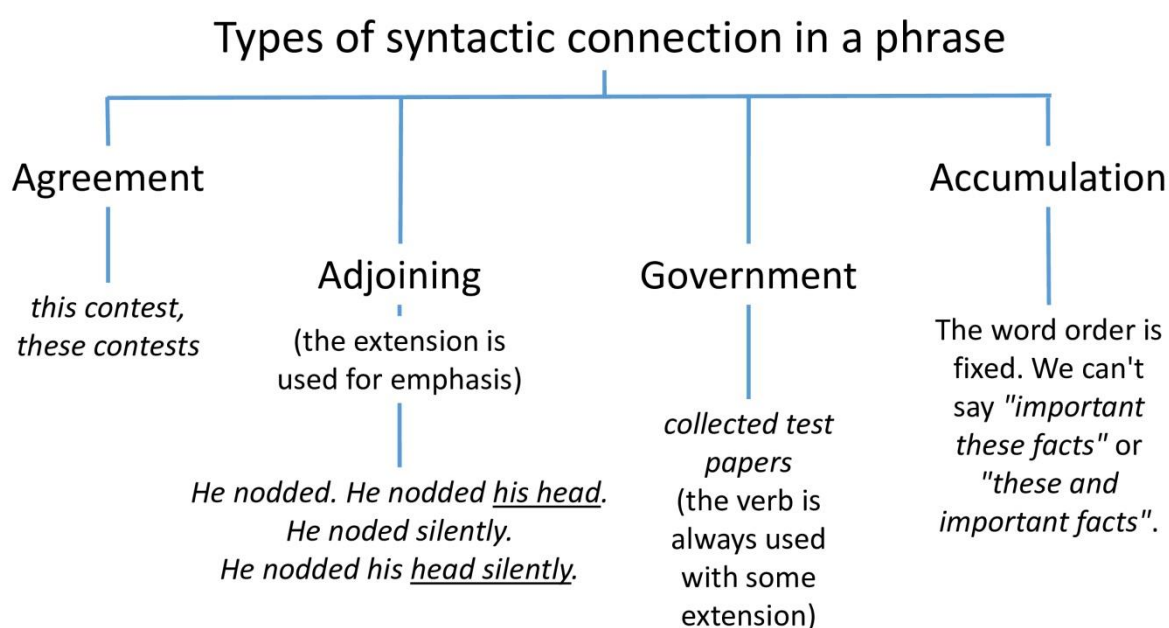 Types of syntactic connection in a phrase
Agreement
this contest,
these contests
Adjoining
(the extension is
used for emphasis)
He nodded. He nodded his head.
He noded silently.
He nodded his head silently.
Government
collected test
papers
(the verb is
always used
with some
extension)
Accumulation
The word order is
fixed. We can't
say "important
these facts" or
"these and
important facts".